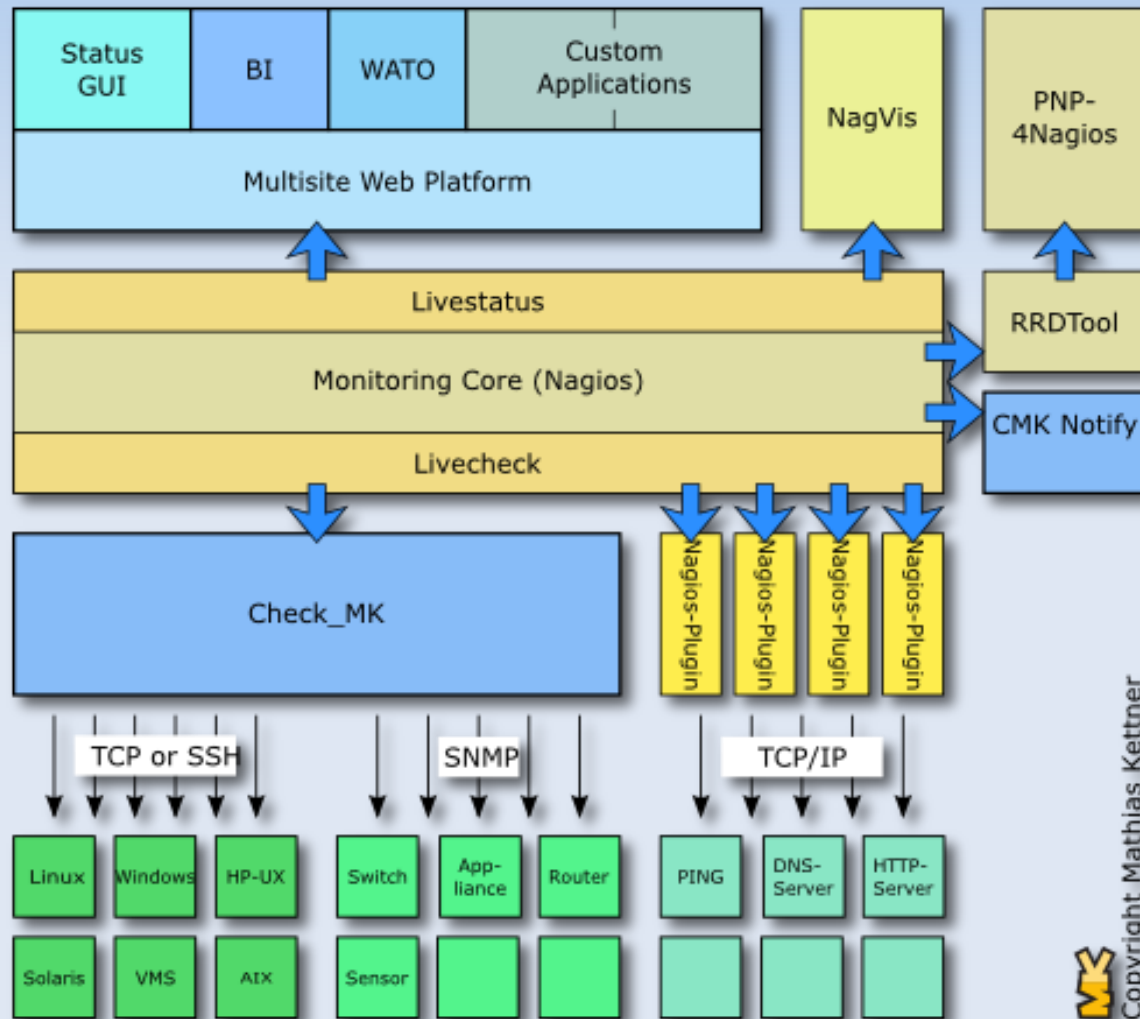 Status
GUI
BI
WATO
Custom
Applications
NagVis
PNP-
4Nagios
Multisite Web Platform
Livestatus
RRDTool
Monitoring Core (Nagios)
CMK Notify
Livecheck
Check_MK
Nagios-Plugin
Nagios-Plugin
Nagios-Plugin
Nagios-Plugin
TCP or SSH
SNMP
TCP/IP
Linux
Windows
HP-UX
Switch
App-
liance
Router
PING
DNS-
Server
HTTP-
Server
Solaris
VMS
AIX
Sensor
MK
Copyright Mathias Kettner